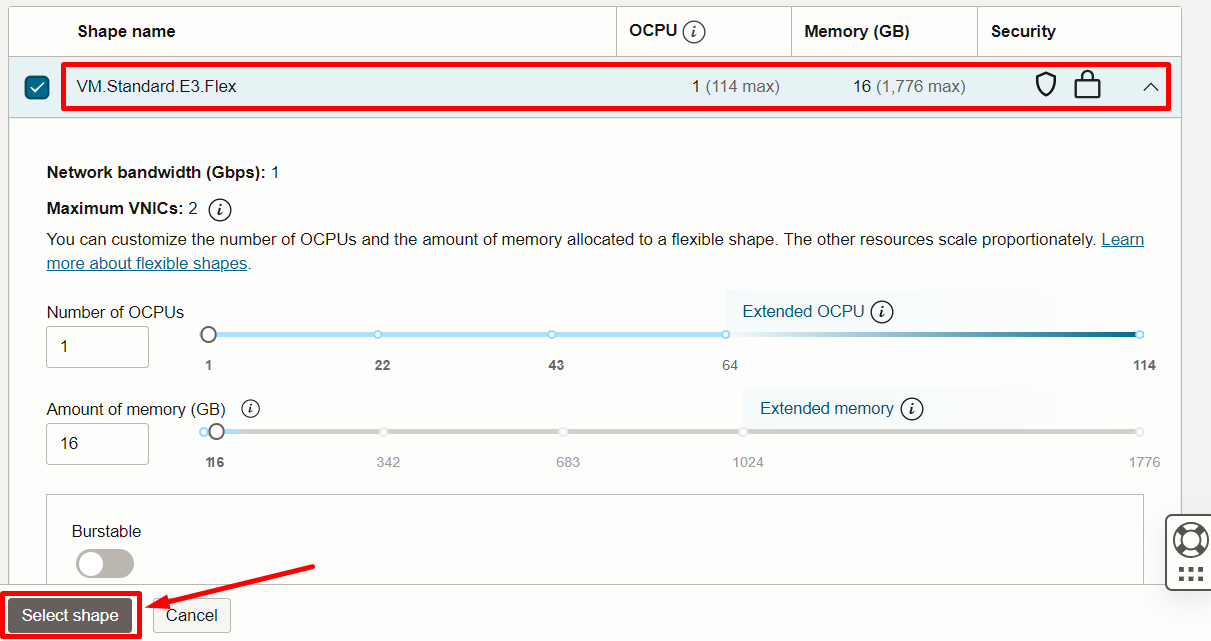 Shape name OCPU i Memory (GB) Security
VM.Standard.E3.Flex 1 (114 max) 16 (1,776 max)
Network bandwidth (Gbps): 1
Maximum VNICs: 2 i
You can customize the number of OCPUs and the amount of memory allocated to a flexible shape. The other resources scale proportionately. Learn
more about flexible shapes.
Number of OCPUs
Extended OCPU i
1
1 22 43 64 114
Amount of memory (GB) i
Extended memory i
16
1 16 342 683 1024 1776
Burstable
Select shape Cancel